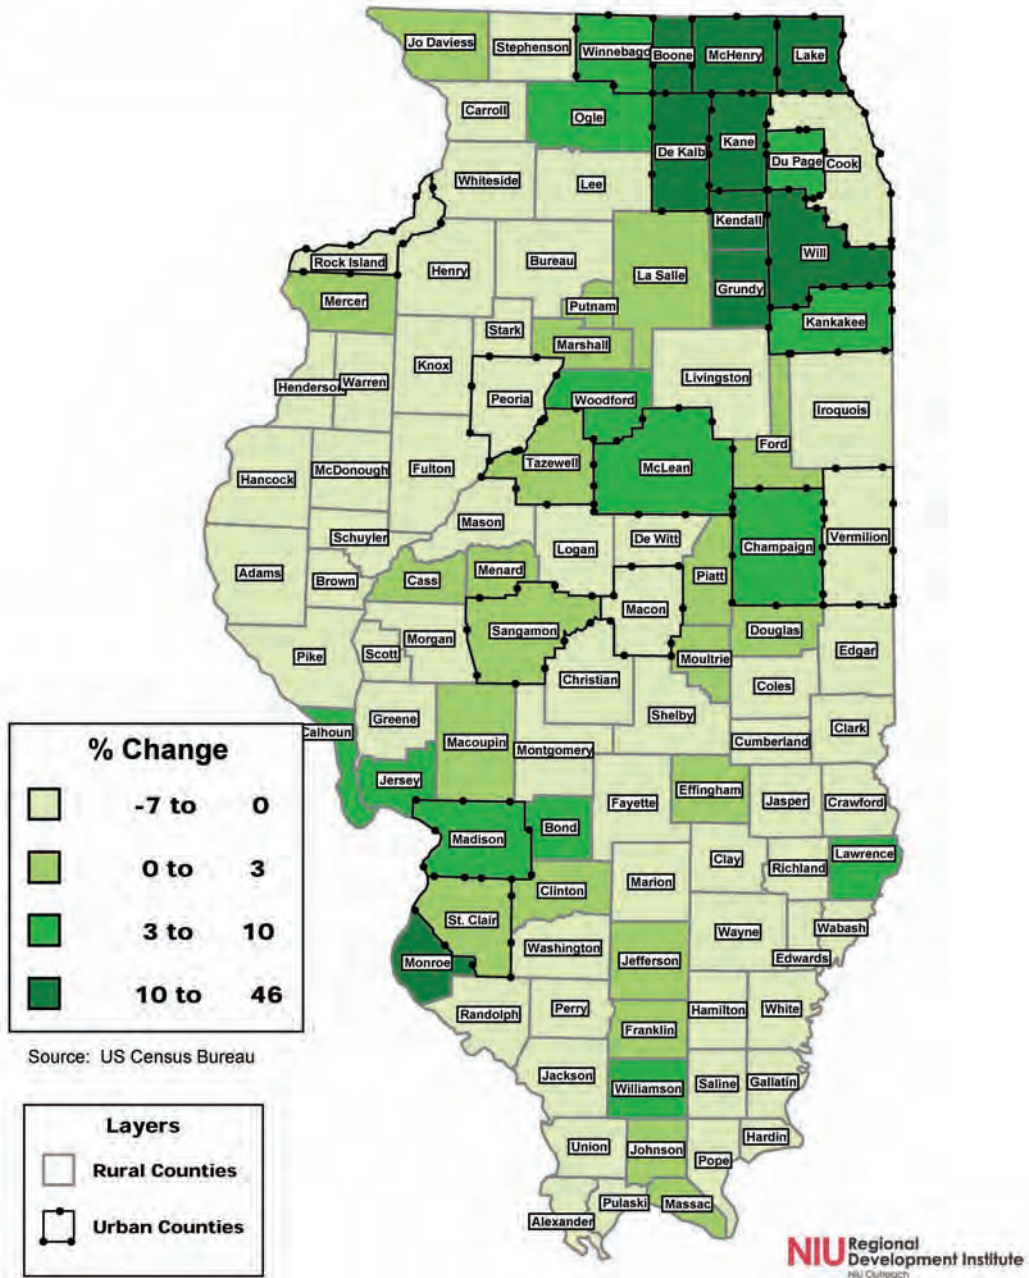 Jo Daviess
Stephenson
Winnebago
Boone
McHenry
Lake
Carroll
Ogle
De Kalb
Kane
Du Page
Cook
Whiteside
Lee
Kendall
Will
Rock Island
Henry
Bureau
La Salle
Grundy
Mercer
Putnam
Kankakee
Stark
Marshall
Knox
Livingston
Henderson
Warren
Peoria
Woodford
Iroquois
Ford
Hancock
McDonough
Fulton
Tazewell
McLean
Mason
Schuyler
Logan
De Witt
Champaign
Vermilion
Adams
Brown
Cass
Menard
Piatt
Macon
Sangamon
Douglas
Pike
Scott
Morgan
Moultrie
Edgar
Christian
Coles
Greene
Shelby
Calhoun
Macoupin
Montgomery
Cumberland
Clark
Jersey
Fayette
Effingham
Jasper
Crawford
Madison
Bond
Clay
Richland
Lawrence
Marion
Clinton
St. Clair
Wayne
Wabash
Washington
Edwards
Monroe
Jefferson
Randolph
Perry
Hamilton
White
Franklin
Jackson
Williamson
Saline
Gallatin
Union
Johnson
Hardin
Pope
Pulaski
Massac
Alexander
% Change
-7 to 0
0 to 3
3 to 10
10 to 46
Source: US Census Bureau
Layers
Rural Counties
Urban Counties
NIU Regional
Development Institute
NIU Outreach